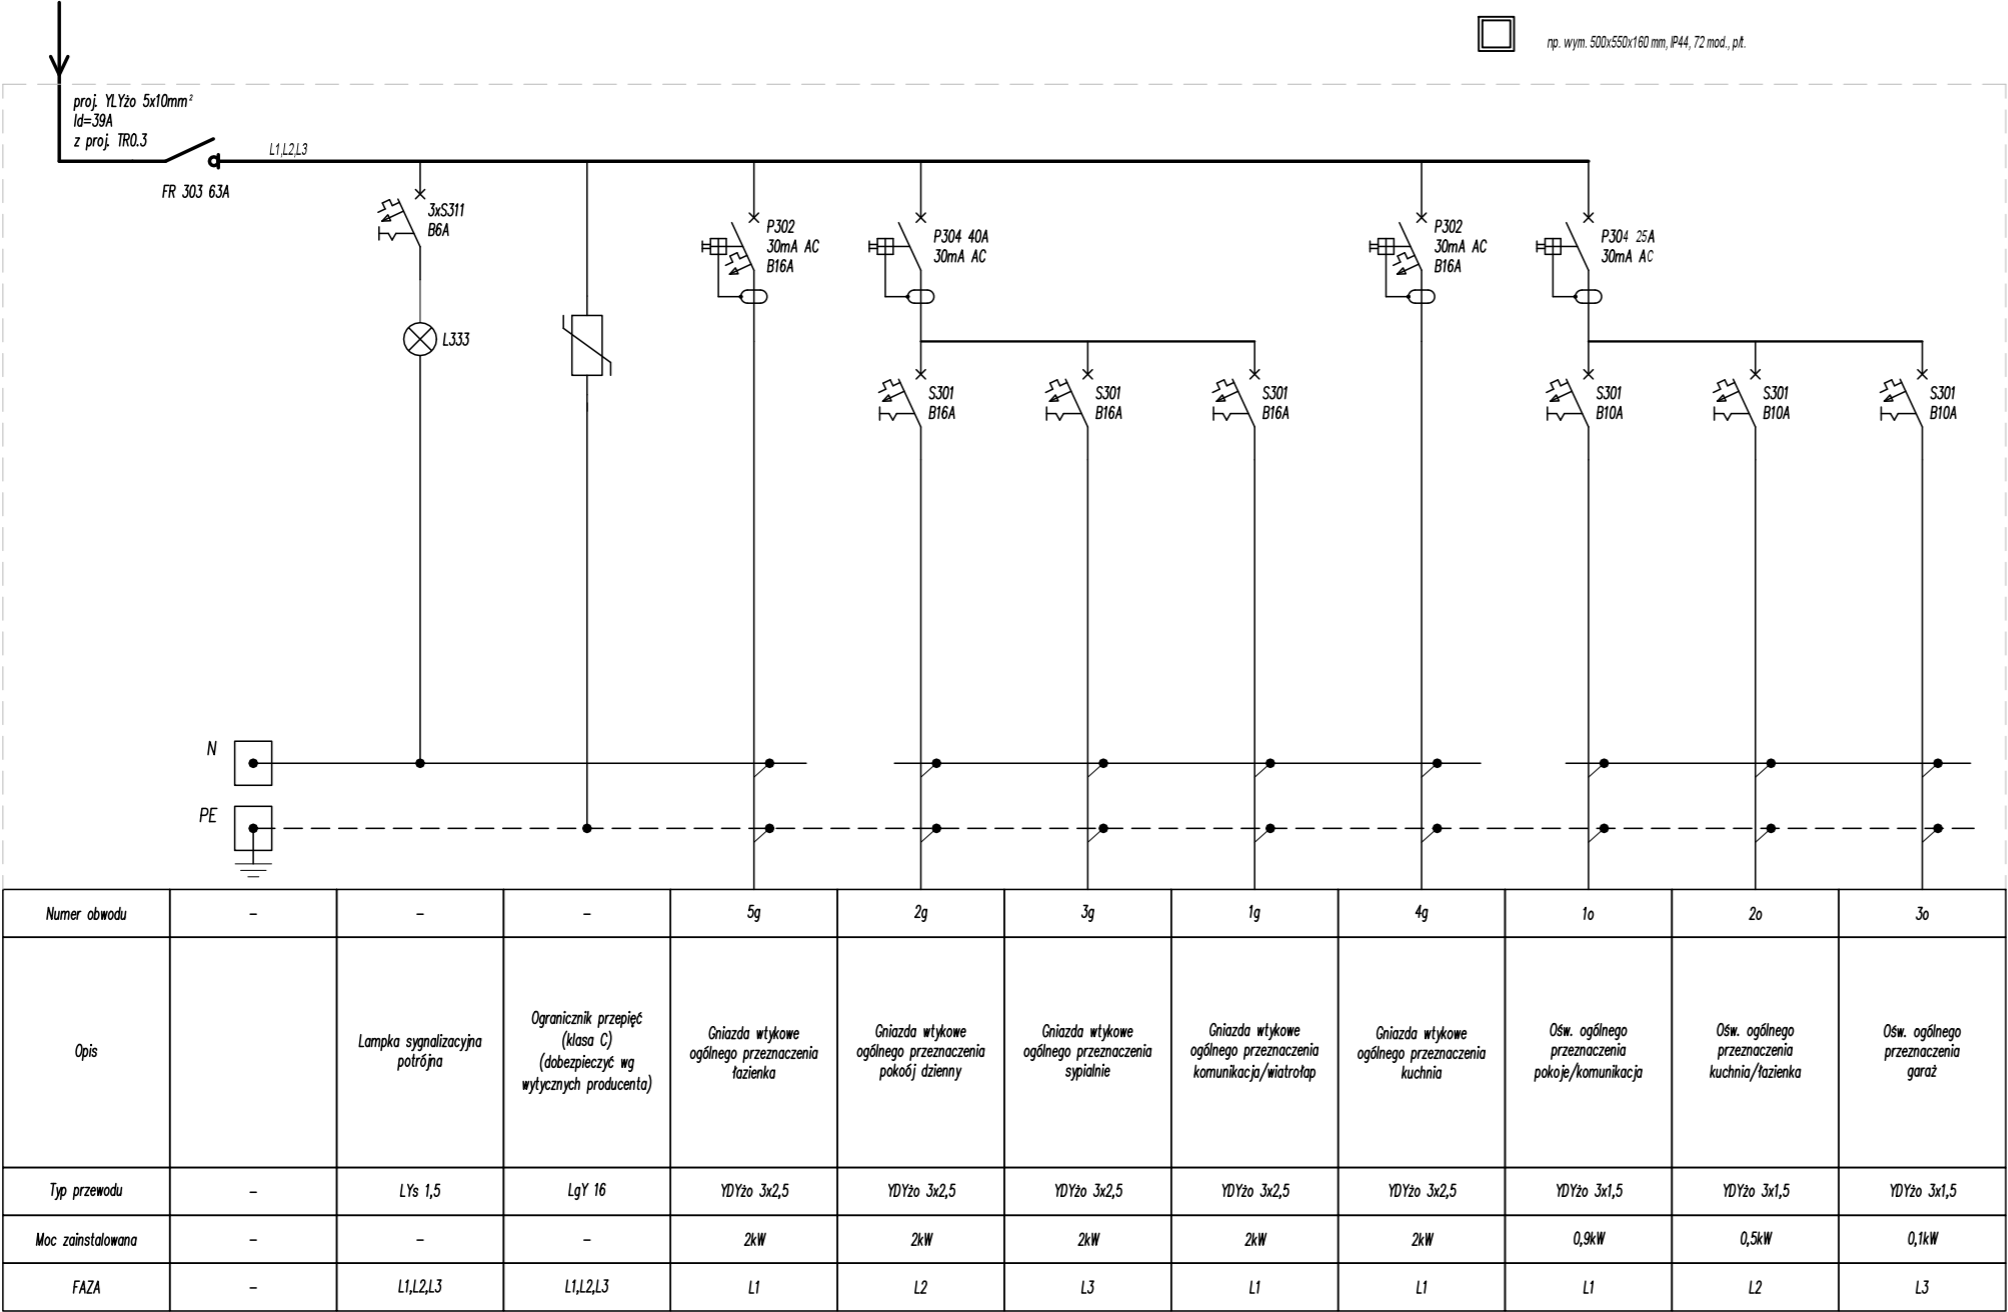 np. wym. 500x550x160 mm, IP44, 72 mod., p/t.
proj. YLYżo 5x10mm²
Id=39A
z proj. TR0.3
L1,L2,L3
FR 303 63A
3xS311
B6A
L333
P302
30mA AC
B16A
P304 40A
30mA AC
P302
30mA AC
B16A
P304 25A
30mA AC
S301
B16A
S301
B16A
S301
B16A
S301
B10A
S301
B10A
S301
B10A
N
PE
Numer obwodu - - - 5g 2g 3g 1g 4g 1o 2o 3o
Opis
Lampka sygnalizacyjna
potrójna
Ogranicznik przepięć
(klasa C)
(dobezpieczyć wg
wytycznych producenta)
Gniazda wtykowe
ogólnego przeznaczenia
łazienka
Gniazda wtykowe
ogólnego przeznaczenia
pokoój dzienny
Gniazda wtykowe
ogólnego przeznaczenia
sypialnie
Gniazda wtykowe
ogólnego przeznaczenia
komunikacja/wiatrołap
Gniazda wtykowe
ogólnego przeznaczenia
kuchnia
Ośw. ogólnego
przeznaczenia
pokoje/komunikacja
Ośw. ogólnego
przeznaczenia
kuchnia/łazienka
Ośw. ogólnego
przeznaczenia
garaż
Typ przewodu - LYs 1,5 LgY 16 YDYżo 3x2,5 YDYżo 3x2,5 YDYżo 3x2,5 YDYżo 3x2,5 YDYżo 3x2,5 YDYżo 3x1,5 YDYżo 3x1,5 YDYżo 3x1,5
Moc zainstalowana - - - 2kW 2kW 2kW 2kW 2kW 0,9kW 0,5kW 0,1kW
FAZA - L1,L2,L3 L1,L2,L3 L1 L2 L3 L1 L1 L1 L2 L3